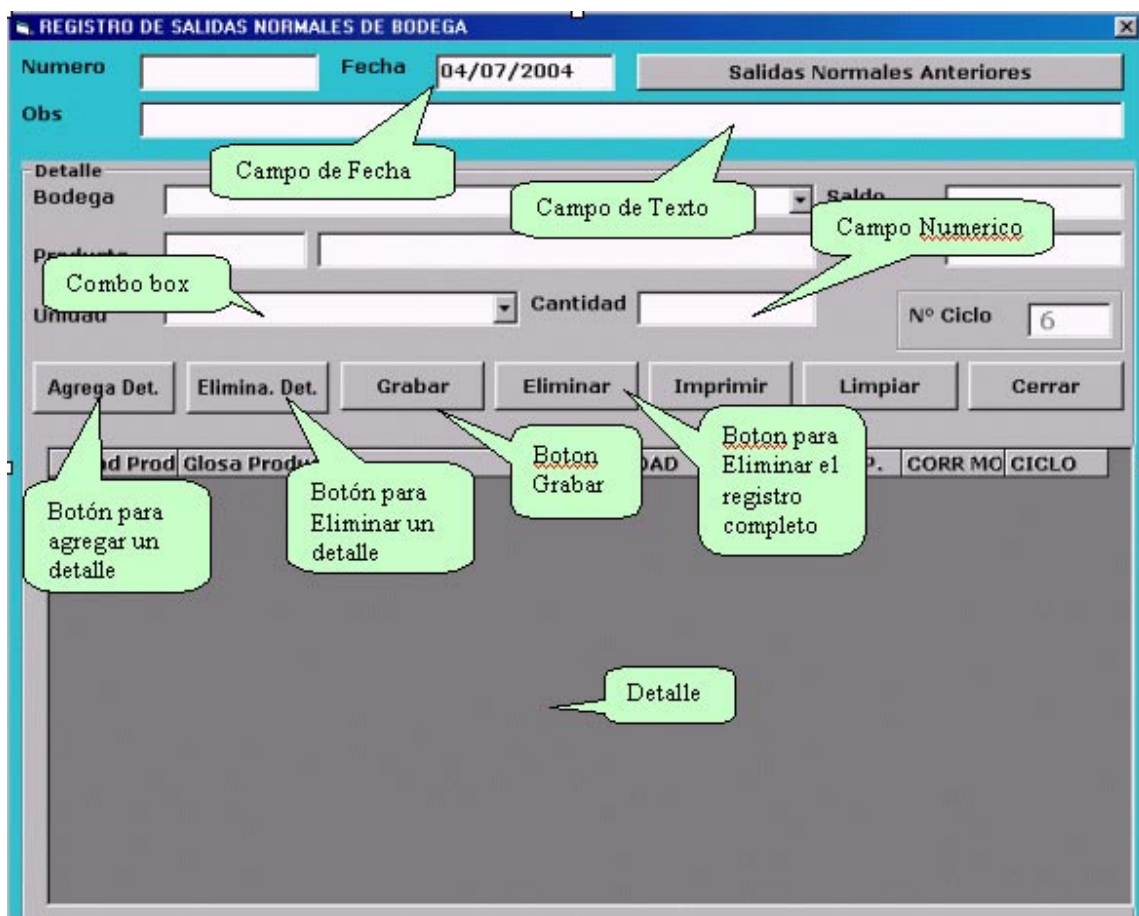 REGISTRO DE SALIDAS NORMALES DE BODEGA
Numero
Fecha
04/07/2004
Salidas Normales Anteriores
Obs
Campo de Fecha
Campo de Texto
Detalle
Bodega
Saldo
Campo Numerico
Producto
Combo box
Unidad
Cantidad
Nº Ciclo
6
Agrega Det.
Elimina. Det.
Grabar
Eliminar
Imprimir
Limpiar
Cerrar
Prod
Glosa
CORR MO
CICLO
Botón para
agregar un
detalle
Botón para
Eliminar un
detalle
Boton
Grabar
Boton para
Eliminar el
registro
completo
Detalle